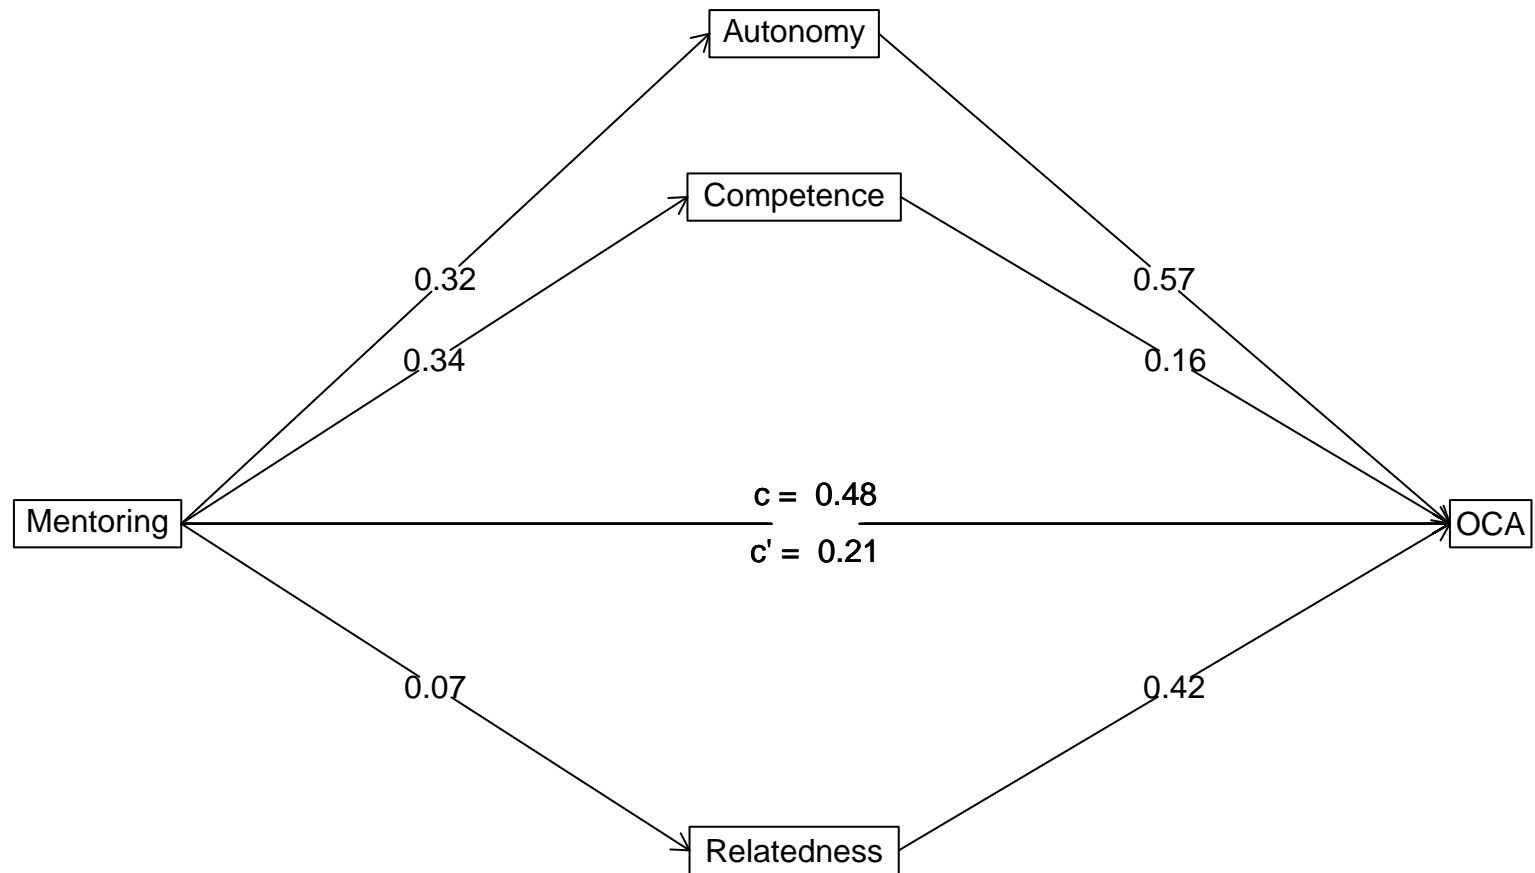 Autonomy
Competence
0.32
0.57
0.34
0.16
c = 0.48
Mentoring
OCA
c' = 0.21
0.07
0.42
Relatedness